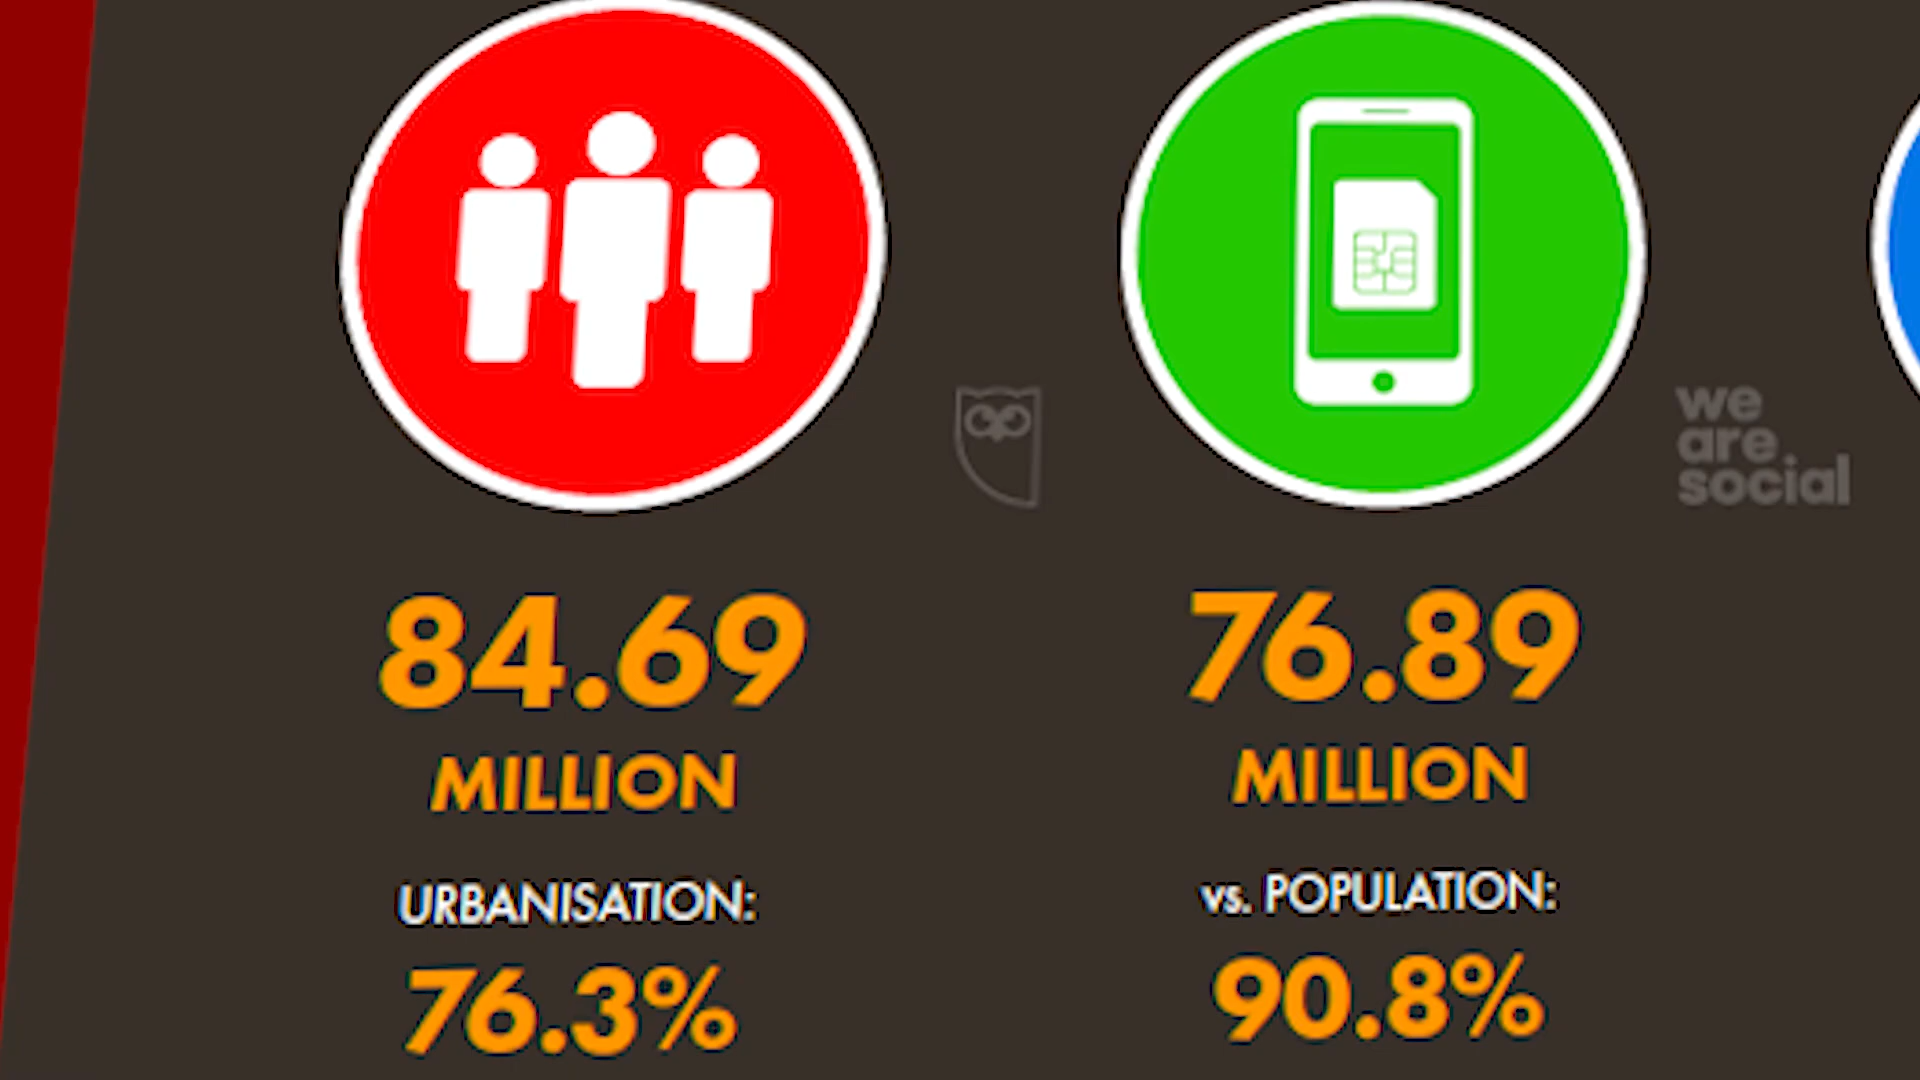 we
are
social
84.69
MILLION
URBANISATION:
76.3%
76.89
MILLION
vs. POPULATION:
90.8%